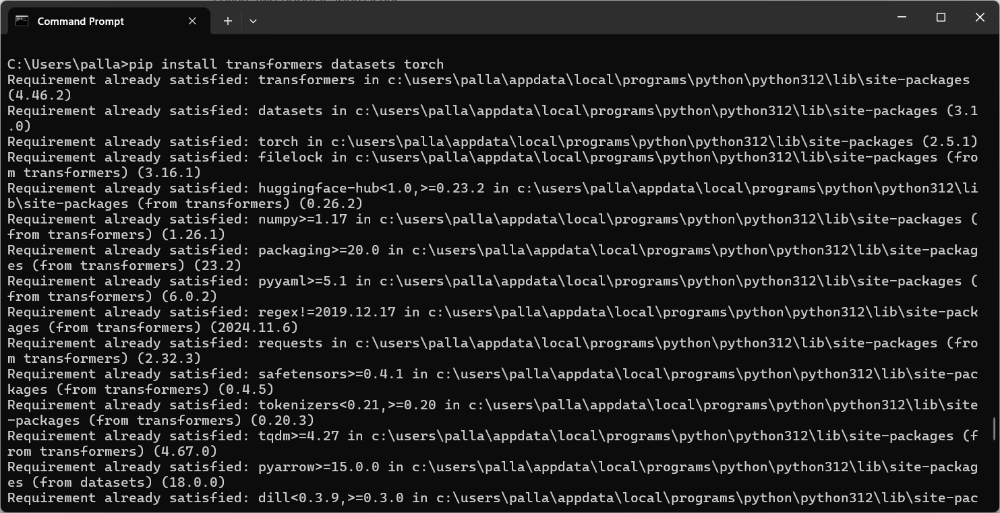 Command Prompt
C:\Users\palla>pip install transformers datasets torch
Requirement already satisfied: transformers in c:\users\palla\appdata\local\programs\python\python312\lib\site-packages
(4.46.2)
Requirement already satisfied: datasets in c:\users\palla\appdata\local\programs\python\python312\lib\site-packages (3.1
.0)
Requirement already satisfied: torch in c:\users\palla\appdata\local\programs\python\python312\lib\site-packages (2.5.1)
Requirement already satisfied: filelock in c:\users\palla\appdata\local\programs\python\python312\lib\site-packages (fro
m transformers) (3.16.1)
Requirement already satisfied: huggingface-hub<1.0,>=0.23.2 in c:\users\palla\appdata\local\programs\python\python312\li
b\site-packages (from transformers) (0.26.2)
Requirement already satisfied: numpy>=1.17 in c:\users\palla\appdata\local\programs\python\python312\lib\site-packages (
from transformers) (1.26.1)
Requirement already satisfied: packaging>=20.0 in c:\users\palla\appdata\local\programs\python\python312\lib\site-packag
es (from transformers) (23.2)
Requirement already satisfied: pyyaml>=5.1 in c:\users\palla\appdata\local\programs\python\python312\lib\site-packages (
from transformers) (6.0.2)
Requirement already satisfied: regex!=2019.12.17 in c:\users\palla\appdata\local\programs\python\python312\lib\site-pack
ages (from transformers) (2024.11.6)
Requirement already satisfied: requests in c:\users\palla\appdata\local\programs\python\python312\lib\site-packages (fro
m transformers) (2.32.3)
Requirement already satisfied: safetensors>=0.4.1 in c:\users\palla\appdata\local\programs\python\python312\lib\site-pac
kages (from transformers) (0.4.5)
Requirement already satisfied: tokenizers<0.21,>=0.20 in c:\users\palla\appdata\local\programs\python\python312\lib\site
-packages (from transformers) (0.20.3)
Requirement already satisfied: tqdm>=4.27 in c:\users\palla\appdata\local\programs\python\python312\lib\site-packages (f
rom transformers) (4.67.0)
Requirement already satisfied: pyarrow>=15.0.0 in c:\users\palla\appdata\local\programs\python\python312\lib\site-packag
es (from datasets) (18.0.0)
Requirement already satisfied: dill<0.3.9,>=0.3.0 in c:\users\palla\appdata\local\programs\python\python312\lib\site-pac